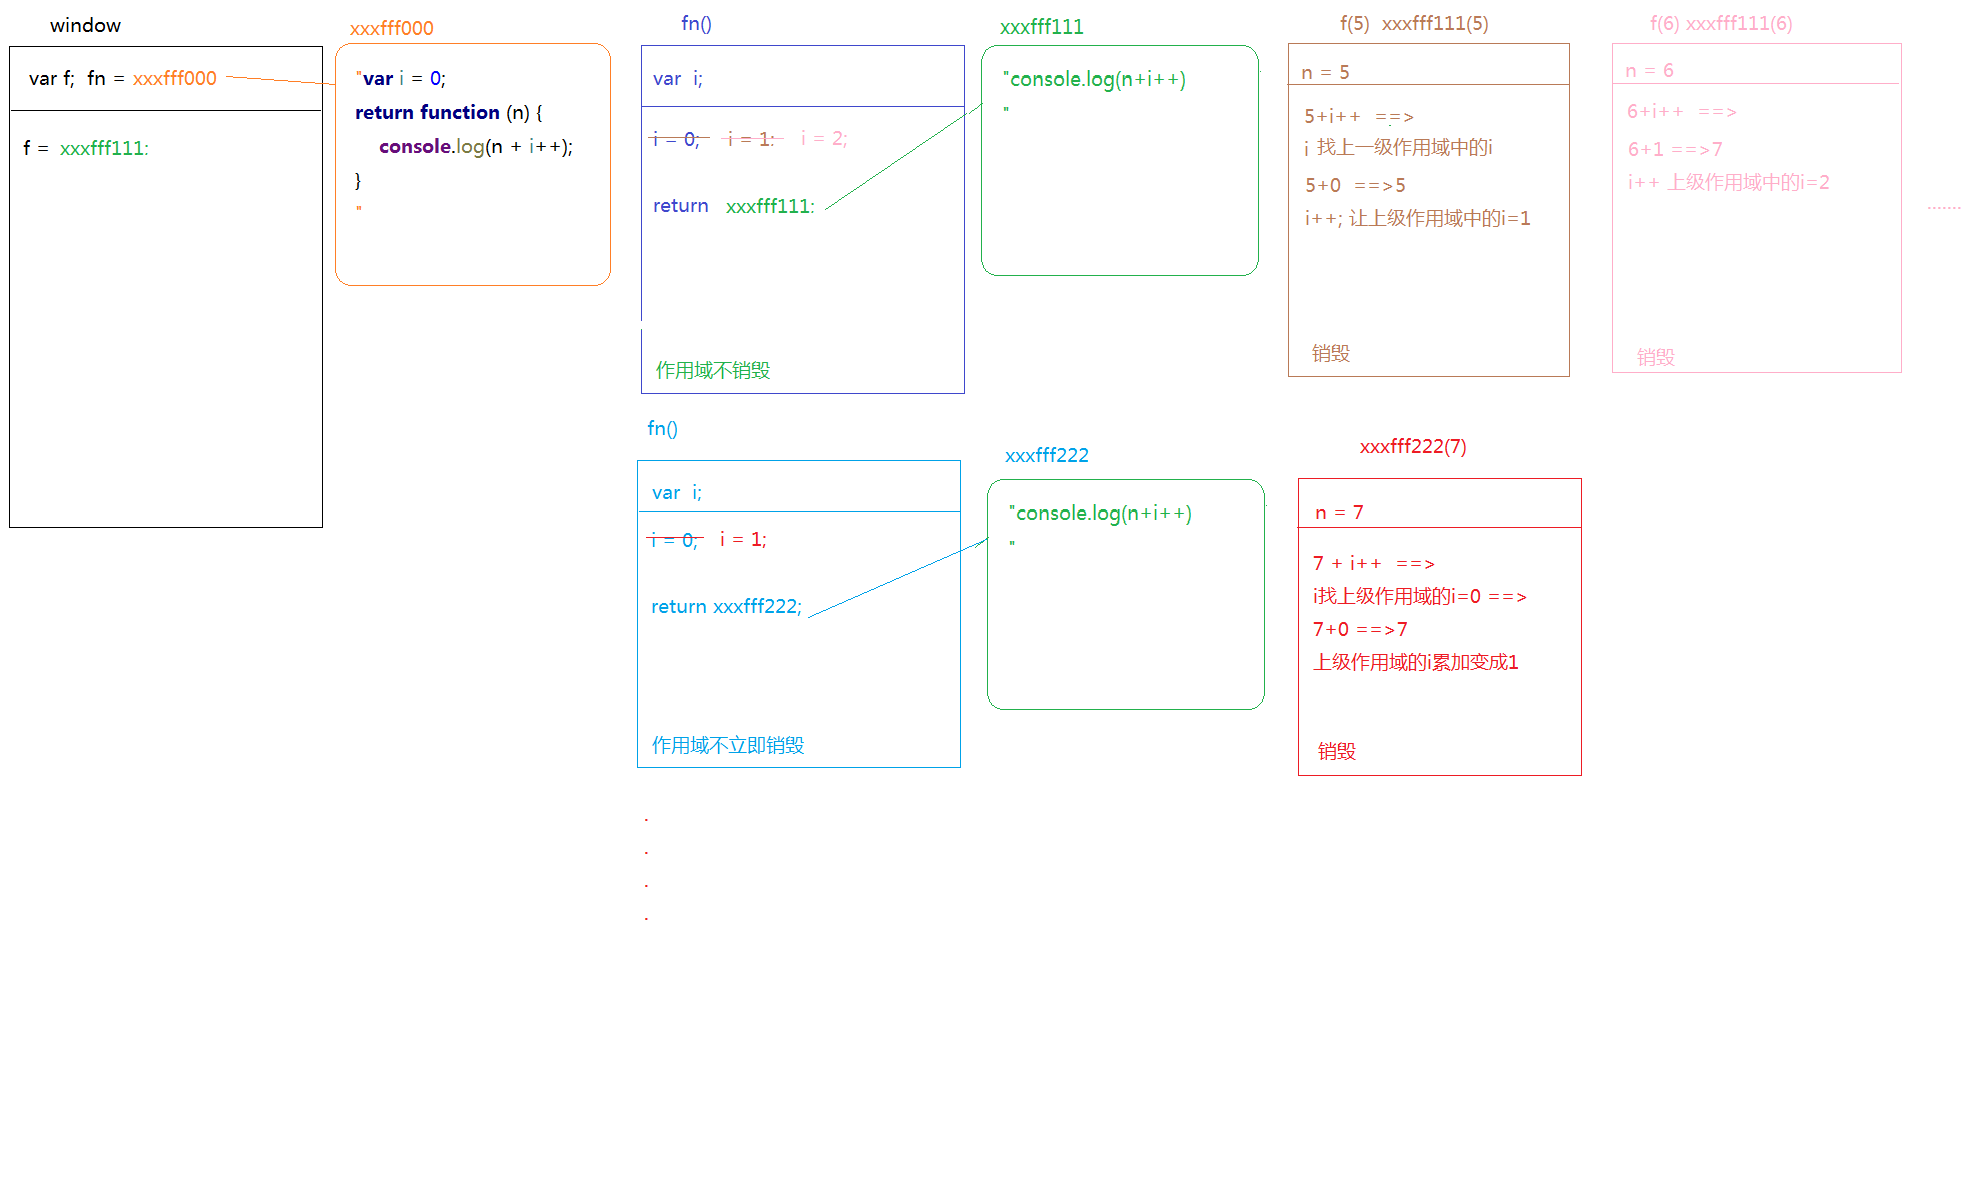 window
var f;  fn = xxxfff000
f = xxxfff111:
xxxfff000
"var i = 0;
return function (n) {
console.log(n + i++);
}
"
fn()
var  i;
i = 0;  i = 1:  i = 2;
return  xxxfff111:
作用域不销毁
xxxfff111
"console.log(n+i++)
"
f(5)  xxxfff111(5)
n = 5
5+i++  ==>
i 找上一级作用域中的i
5+0  ==>5
i++; 让上级作用域中的i=1
销毁
f(6) xxxfff111(6)
n = 6
6+i++  ==>
6+1 ==>7
i++ 上级作用域中的i=2
销毁
.......
fn()
var  i;
i = 0;  i = 1;
return xxxfff222;
作用域不立即销毁
xxxfff222
"console.log(n+i++)
"
xxxfff222(7)
n = 7
7 + i++  ==>
i找上级作用域的i=0 ==>
7+0 ==>7
上级作用域的i累加变成1
销毁
.
.
.
.